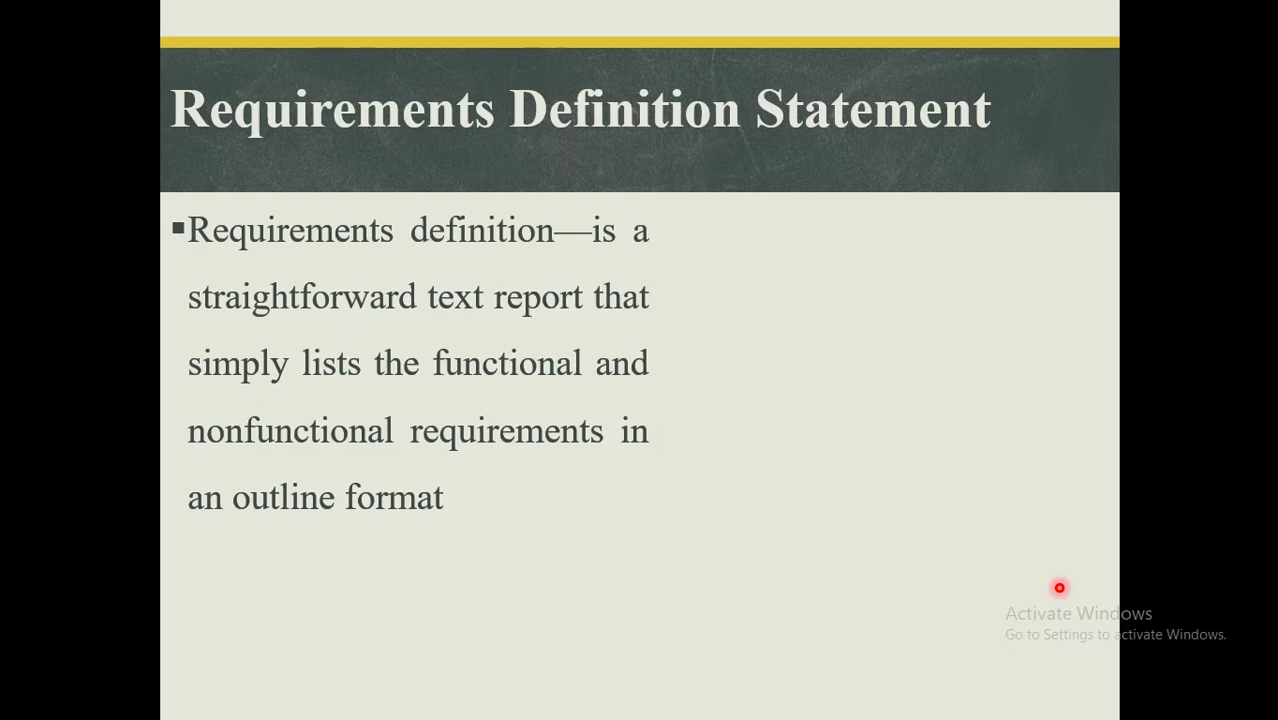 Requirements Definition Statement
▪Requirements definition—is a
straightforward text report that
simply lists the functional and
nonfunctional requirements in
an outline format
Activate Windows
Go to Settings to activate Windows.